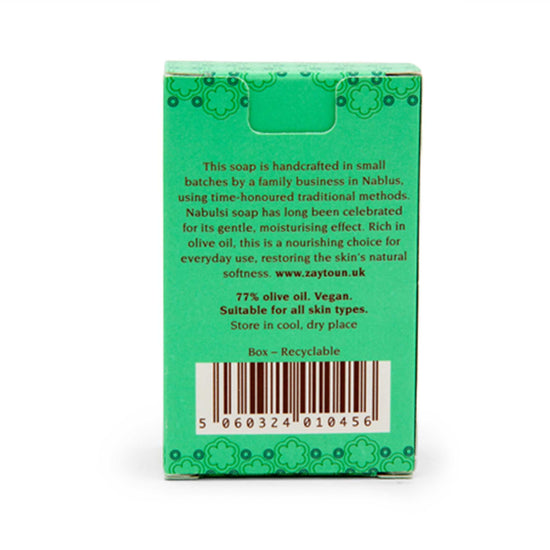 This soap is handcrafted in small
batches by a family business in Nablus,
using time-honoured traditional methods.
Nabulsi soap has long been celebrated
for its gentle, moisturising effect. Rich in
olive oil, this is a nourishing choice for
everyday use, restoring the skin's natural
softness. www.zaytoun.uk
77% olive oil. Vegan.
Suitable for all skin types.
Store in cool, dry place
Box – Recyclable
5 060324 010456